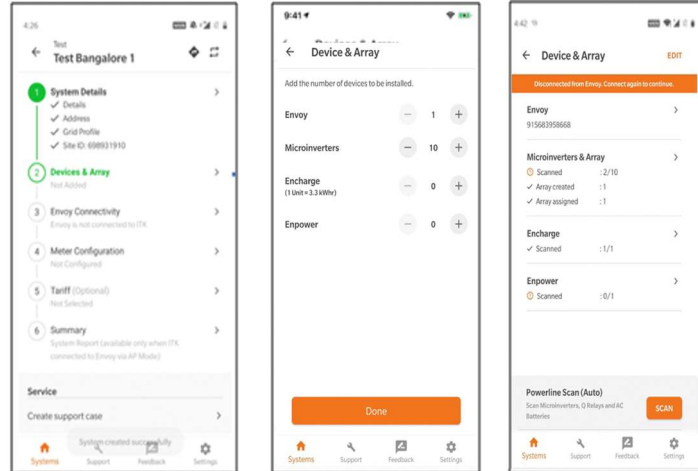 4:26
Test
Test Bangalore 1
1 System Details
✓ Details
✓ Address
✓ Grid Profile
✓ Site ID: 698931910
2 Devices & Array
Not Added
3 Envoy Connectivity
Envoy is not connected to ITK
4 Meter Configuration
Not Configured
5 Tariff (Optional)
Not Selected
6 Summary
System Report (available only when ITK
connected to Envoy via AP Mode)
Service
Create support case
System created successfully
Systems Support Feedback Settings
9:41
Device & Array
Add the number of devices to be installed.
Envoy − 1 +
Microinverters − 10 +
Encharge − 0 +
(1 Unit = 3.3 kWhr)
Enpower − 0 +
Done
Systems Support Feedback Settings
4:42
Device & Array EDIT
Disconnected from Envoy. Connect again to continue.
Envoy
915683958668
Microinverters & Array
Scanned : 2/10
✓ Array created : 1
✓ Array assigned : 1
Encharge
✓ Scanned : 1/1
Enpower
Scanned : 0/1
Powerline Scan (Auto)
Scan Microinverters, Q Relays and AC
Batteries
SCAN
Systems Support Feedback Settings